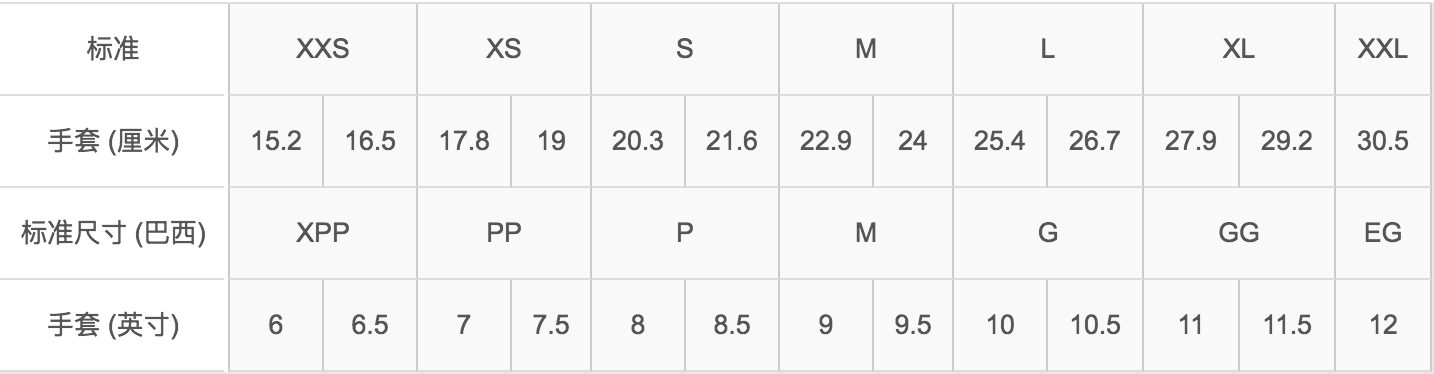 标准 XXS XS S M L XL XXL
手套 (厘米) 15.2 16.5 17.8 19 20.3 21.6 22.9 24 25.4 26.7 27.9 29.2 30.5
标准尺寸 (巴西) XPP PP P M G GG EG
手套 (英寸) 6 6.5 7 7.5 8 8.5 9 9.5 10 10.5 11 11.5 12